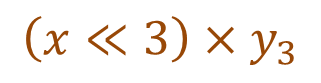 (x ≪ 3) × y₃